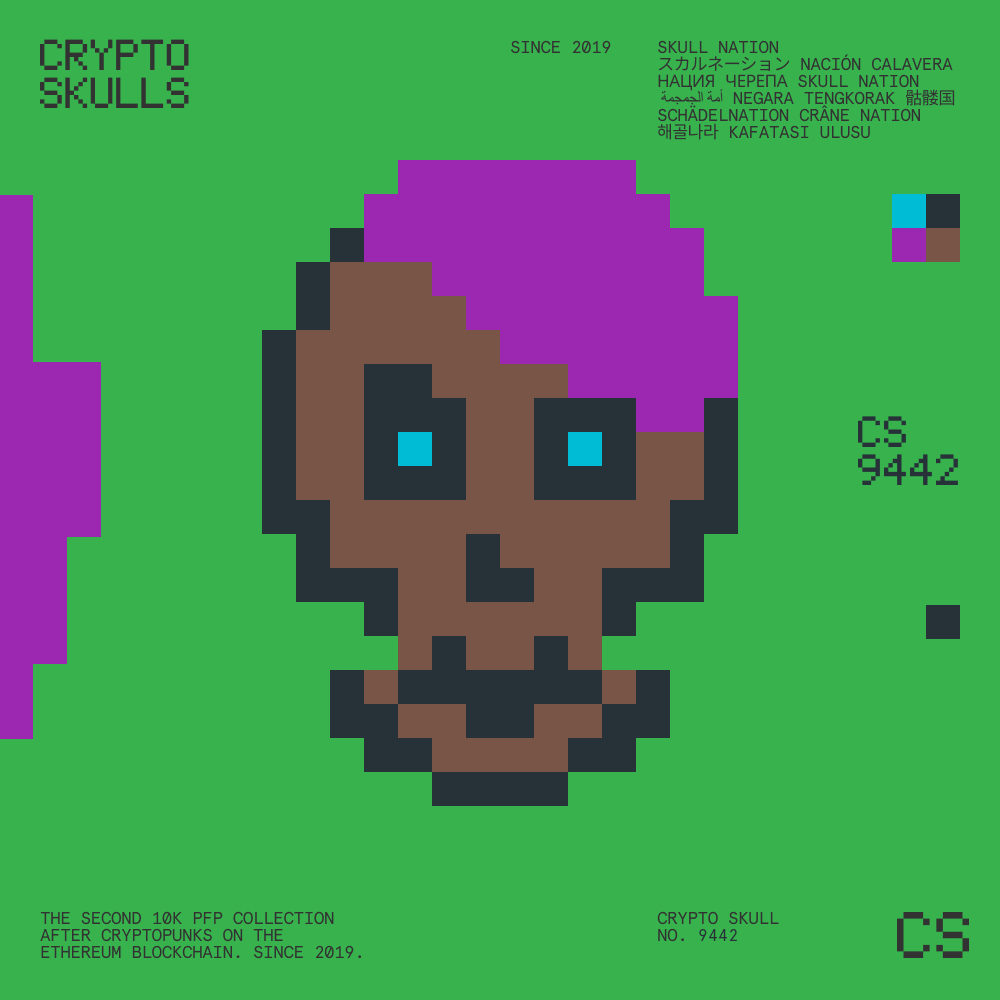 CRYPTO
SKULLS
SINCE 2019
SKULL NATION
スカルネーション NACIÓN CALAVERA
НАЦИЯ ЧЕРЕПА SKULL NATION
أمة الجمجمة NEGARA TENGKORAK 骷髅国
SCHÄDELNATION CRÂNE NATION
해골나라 KAFATASI ULUSU
CS
9442
THE SECOND 10K PFP COLLECTION
AFTER CRYPTOPUNKS ON THE
ETHEREUM BLOCKCHAIN. SINCE 2019.
CRYPTO SKULL
NO. 9442
CS